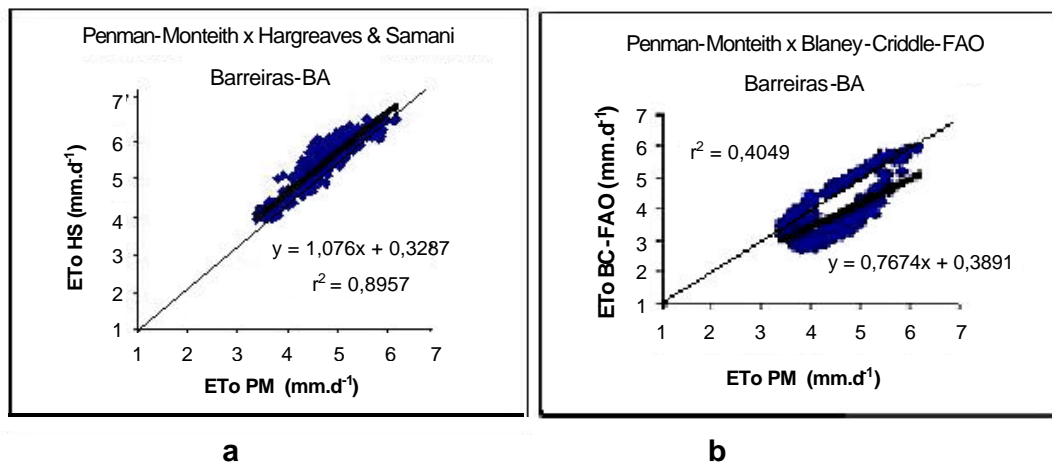 Penman-Monteith x Hargreaves & Samani
Barreiras-BA
7
6
5
4
3
2
1
ETo HS (mm.d-1)
y = 1,076x + 0,3287
r2 = 0,8957
1 2 3 4 5 6 7
ETo PM (mm.d-1)
a
Penman-Monteith x Blaney-Criddle-FAO
Barreiras-BA
7
6
5
4
3
2
1
ETo BC-FAO (mm.d-1)
r2 = 0,4049
y = 0,7674x + 0,3891
1 2 3 4 5 6 7
ETo PM (mm.d-1)
b